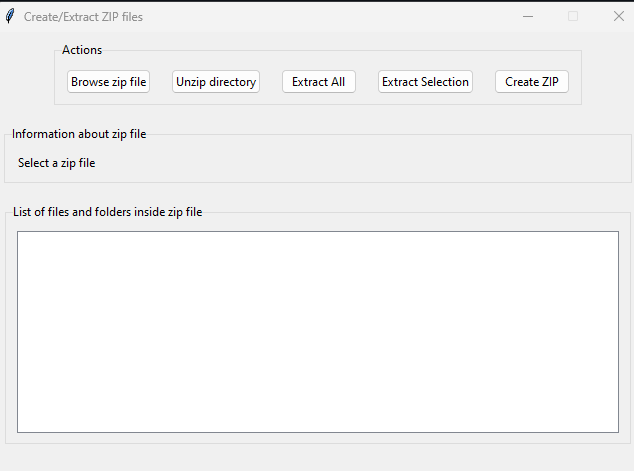 Create/Extract ZIP files
Actions
Browse zip file Unzip directory Extract All Extract Selection Create ZIP
Information about zip file
Select a zip file
List of files and folders inside zip file